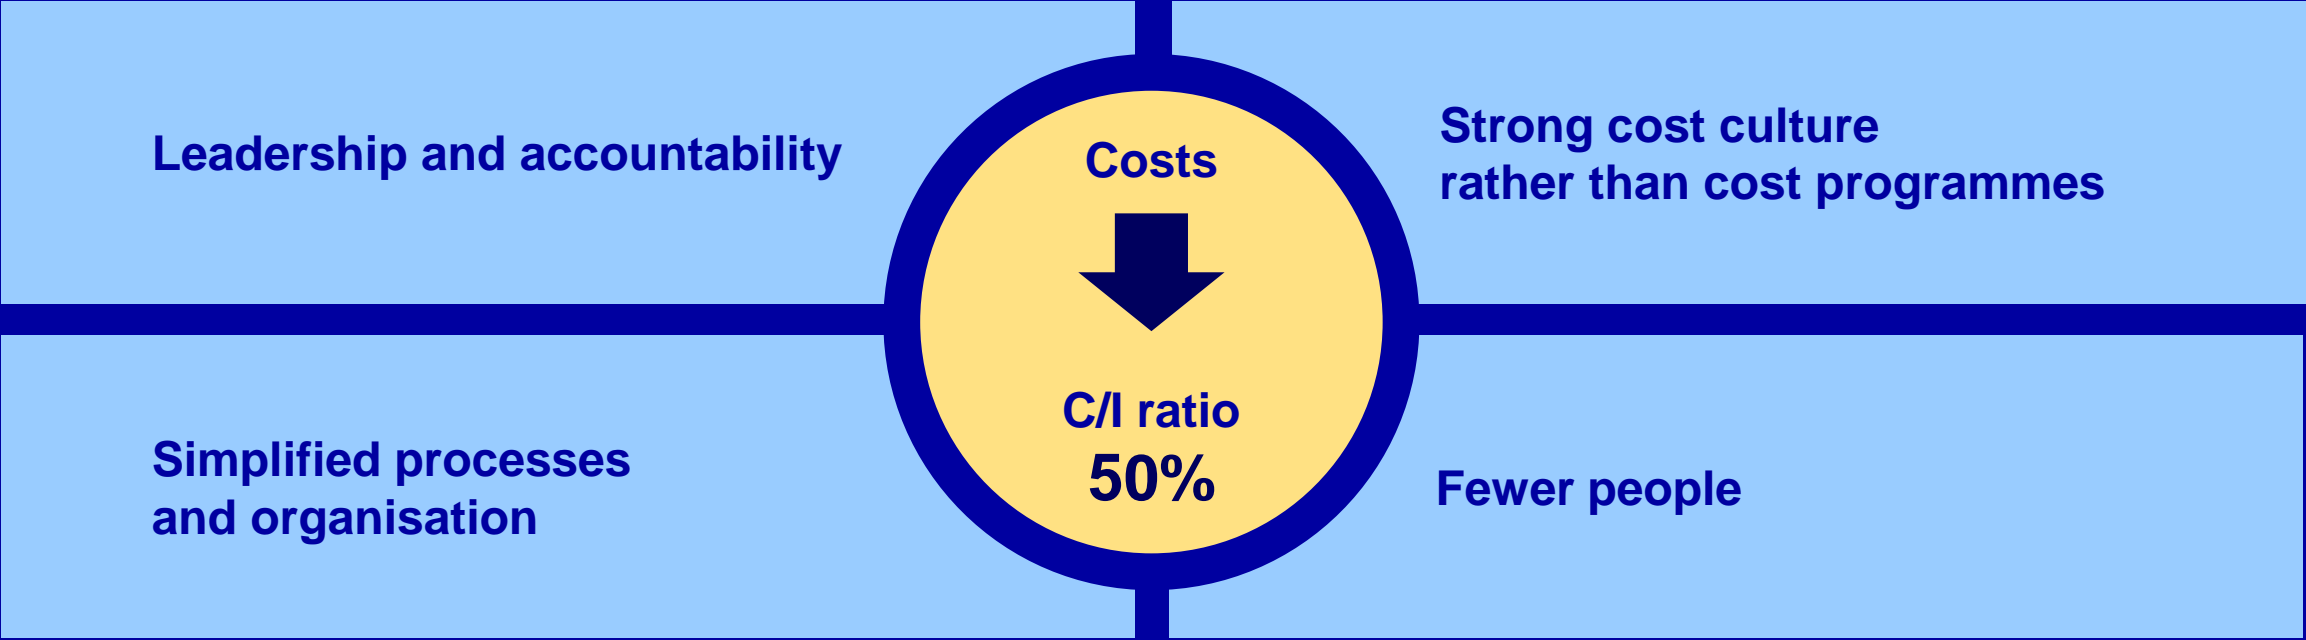 Leadership and accountability
Strong cost culture
rather than cost programmes
Costs
C/I ratio
50%
Simplified processes
and organisation
Fewer people